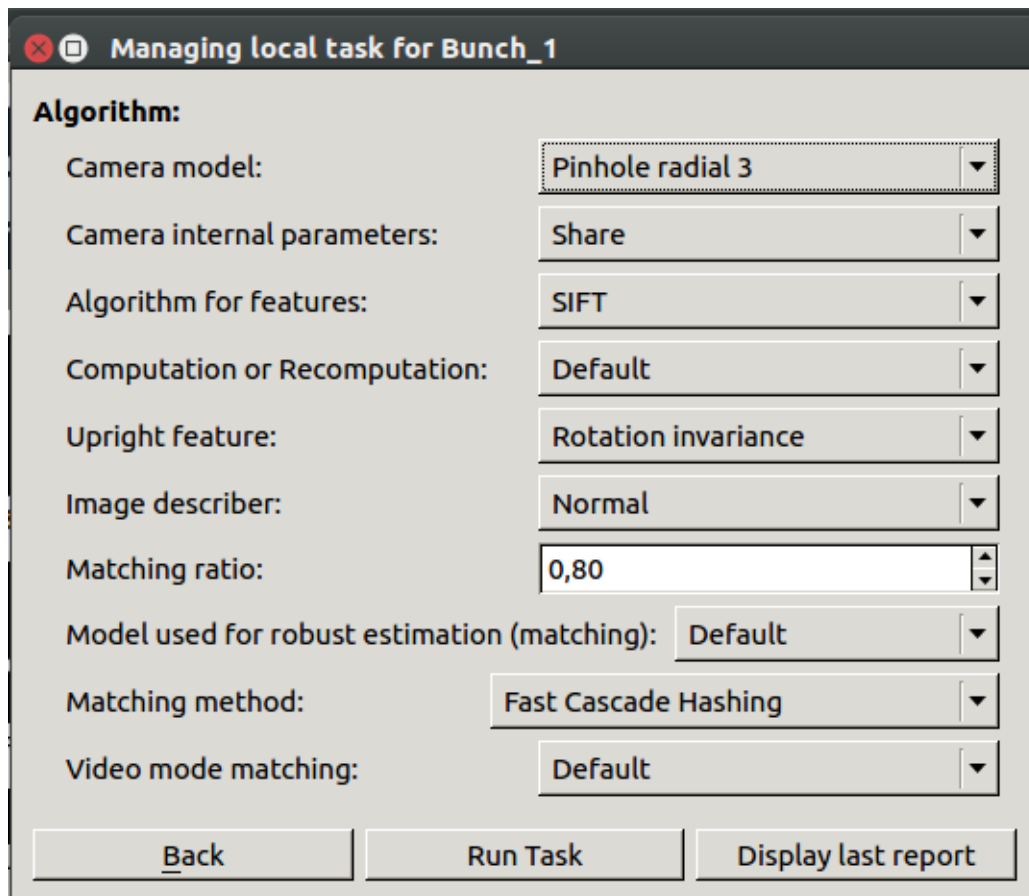 Managing local task for Bunch_1
Algorithm:
Camera model: Pinhole radial 3
Camera internal parameters: Share
Algorithm for features: SIFT
Computation or Recomputation: Default
Upright feature: Rotation invariance
Image describer: Normal
Matching ratio: 0,80
Model used for robust estimation (matching): Default
Matching method: Fast Cascade Hashing
Video mode matching: Default
Back Run Task Display last report